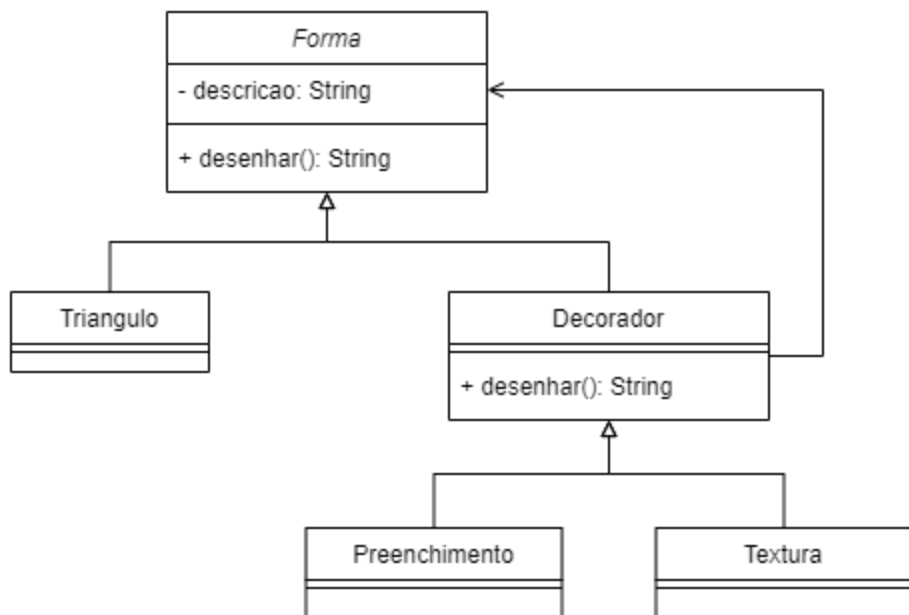 Forma
- descricao: String
+ desenhar(): String
Triangulo
Decorador
+ desenhar(): String
Preenchimento
Textura